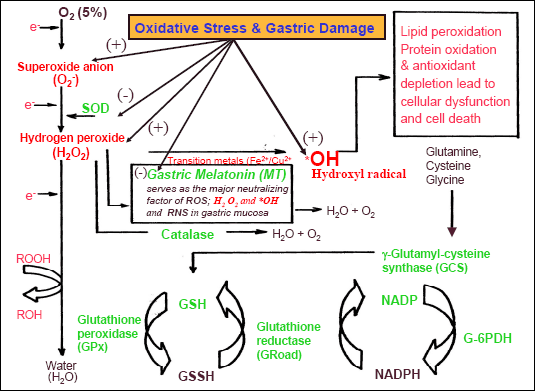 O2 (5%)
Oxidative Stress & Gastric Damage
e-
(+)
Superoxide anion
(O2-)
Lipid peroxidation
Protein oxidation
& antioxidant
depletion lead to
cellular dysfunction
and cell death
(-)
e-
SOD
(+)
(+)
Hydrogen peroxide
(H2O2)
Transition metals (Fe2+/Cu2+
*OH
Hydroxyl radical
Glutamine,
Cysteine
Glycine
(-)
Gastric Melatonin (MT)
serves as the major neutralizing
factor of ROS; H2O2 and *OH
and RNS in gastric mucosa
H2O + O2
e-
Catalase
H2O + O2
γ-Glutamyl-cysteine
synthase (GCS)
ROOH
ROH
Glutathione
peroxidase
(GPx)
GSH
GSSH
Glutathione
reductase
(GRoad)
NADP
NADPH
G-6PDH
Water
(H2O)